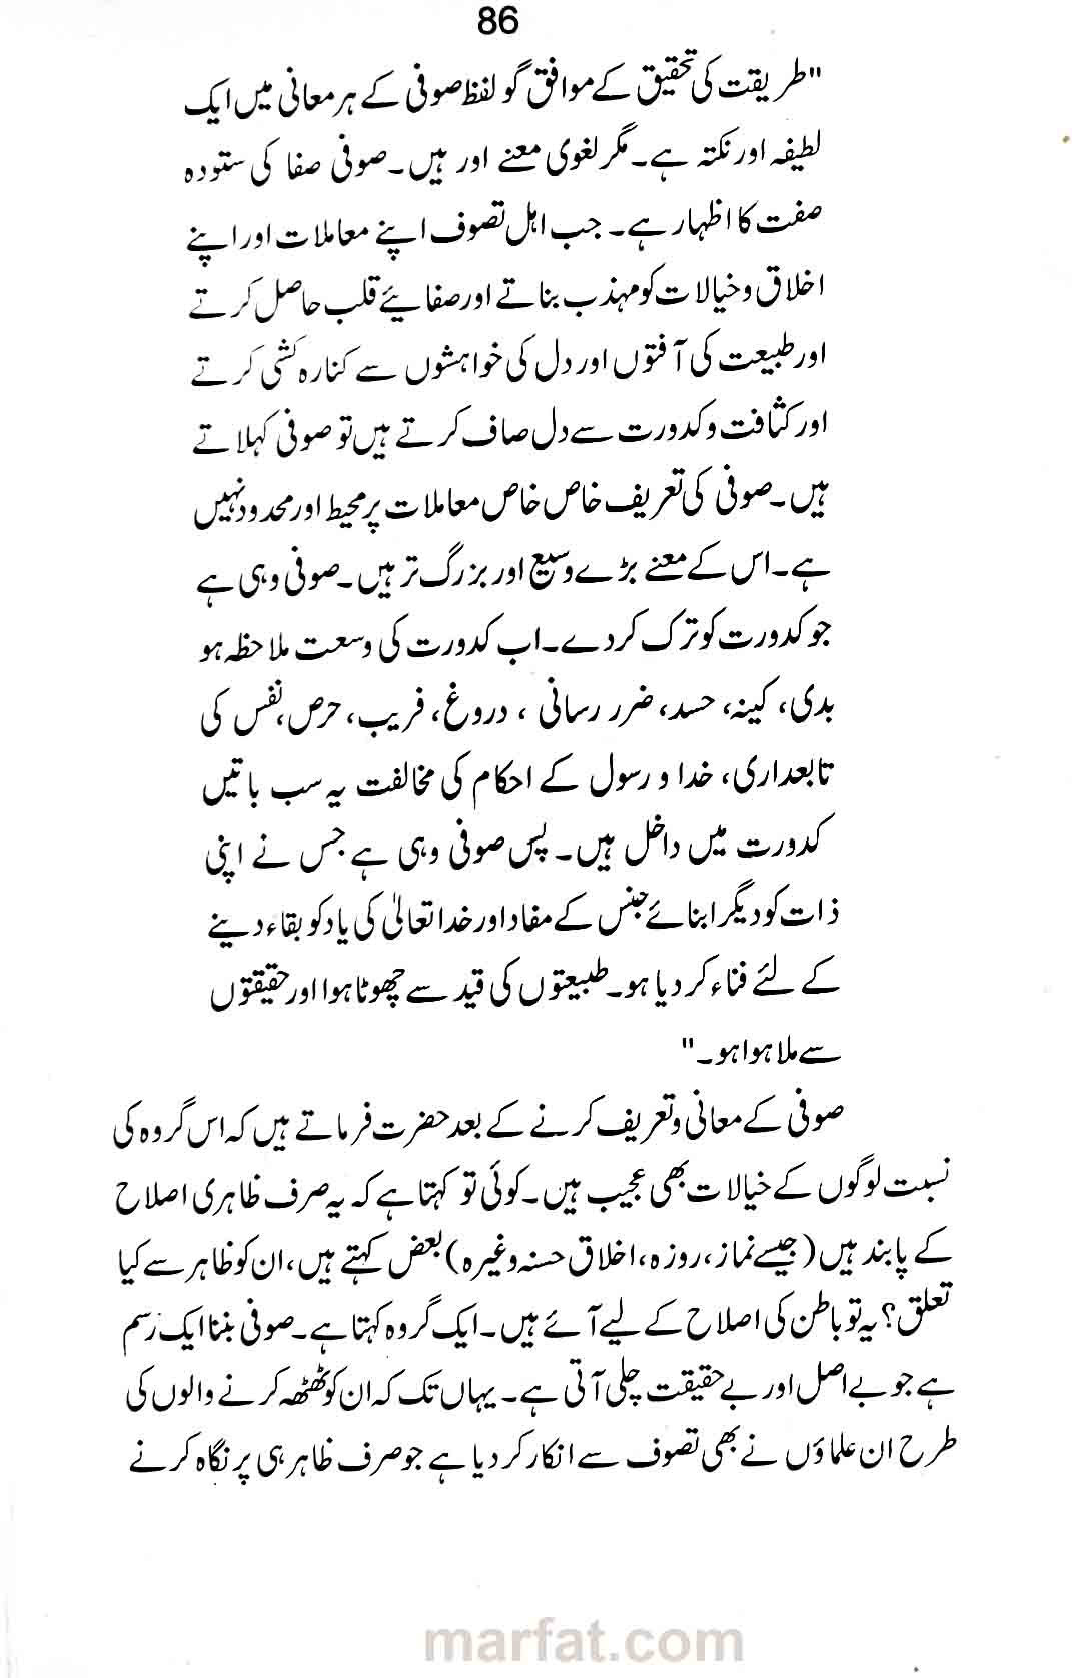 86
"طریقت کی تحقیق کے موافق گو لفظ صوفی کے ہر معانی میں ایک
لطیفہ اور نکتہ ہے۔ مگر لغوی معنے اور ہیں۔ صوفی صفا کی ستودہ
صفت کا اظہار ہے۔ جب اہل تصوف اپنے معاملات اور اپنے
اخلاق و خیالات کو مہذب بناتے اور صفائیے قلب حاصل کرتے
اور طبیعت کی آفتوں اور دل کی خواہشوں سے کنارہ کشی کرتے
اور کثافت و کدورت سے دل صاف کرتے ہیں تو صوفی کہلاتے
ہیں۔ صوفی کی تعریف خاص خاص معاملات پر محیط اور محدود نہیں
ہے۔ اس کے معنے بڑے وسیع اور بزرگ تر ہیں۔ صوفی وہی ہے
جو کدورت کو ترک کر دے۔ اب کدورت کی وسعت ملاحظہ ہو
بدی، کینہ، حسد، ضرر رسانی، دروغ، فریب، حرص، نفس کی
تابعداری، خدا و رسول کے احکام کی مخالفت یہ سب باتیں
کدورت میں داخل ہیں۔ پس صوفی وہی ہے جس نے اپنی
ذات کو دیگر ابنائے جنس کے مفاد اور خدا تعالیٰ کی یاد کو بقاء دینے
کے لئے فناء کر دیا ہو۔ طبیعتوں کی قید سے چھوٹا ہوا اور حقیقتوں
سے ملا ہوا ہو۔"
صوفی کے معانی و تعریف کرنے کے بعد حضرت فرماتے ہیں کہ اس گروہ کی
نسبت لوگوں کے خیالات بھی عجیب ہیں۔ کوئی تو کہتا ہے کہ یہ صرف ظاہری اصلاح
کے پابند ہیں (جیسے نماز، روزہ، اخلاق حسنہ وغیرہ) بعض کہتے ہیں، ان کو ظاہر سے کیا
تعلق؟ یہ تو باطن کی اصلاح کے لیے آئے ہیں۔ ایک گروہ کہتا ہے۔ صوفی بننا ایک رسم
ہے جو بے اصل اور بے حقیقت چلی آتی ہے۔ یہاں تک کہ ان کو ٹھٹھہ کرنے والوں کی
طرح ان علماؤں نے بھی تصوف سے انکار کر دیا ہے جو صرف ظاہر ہی پر نگاہ کرنے
marfat.com